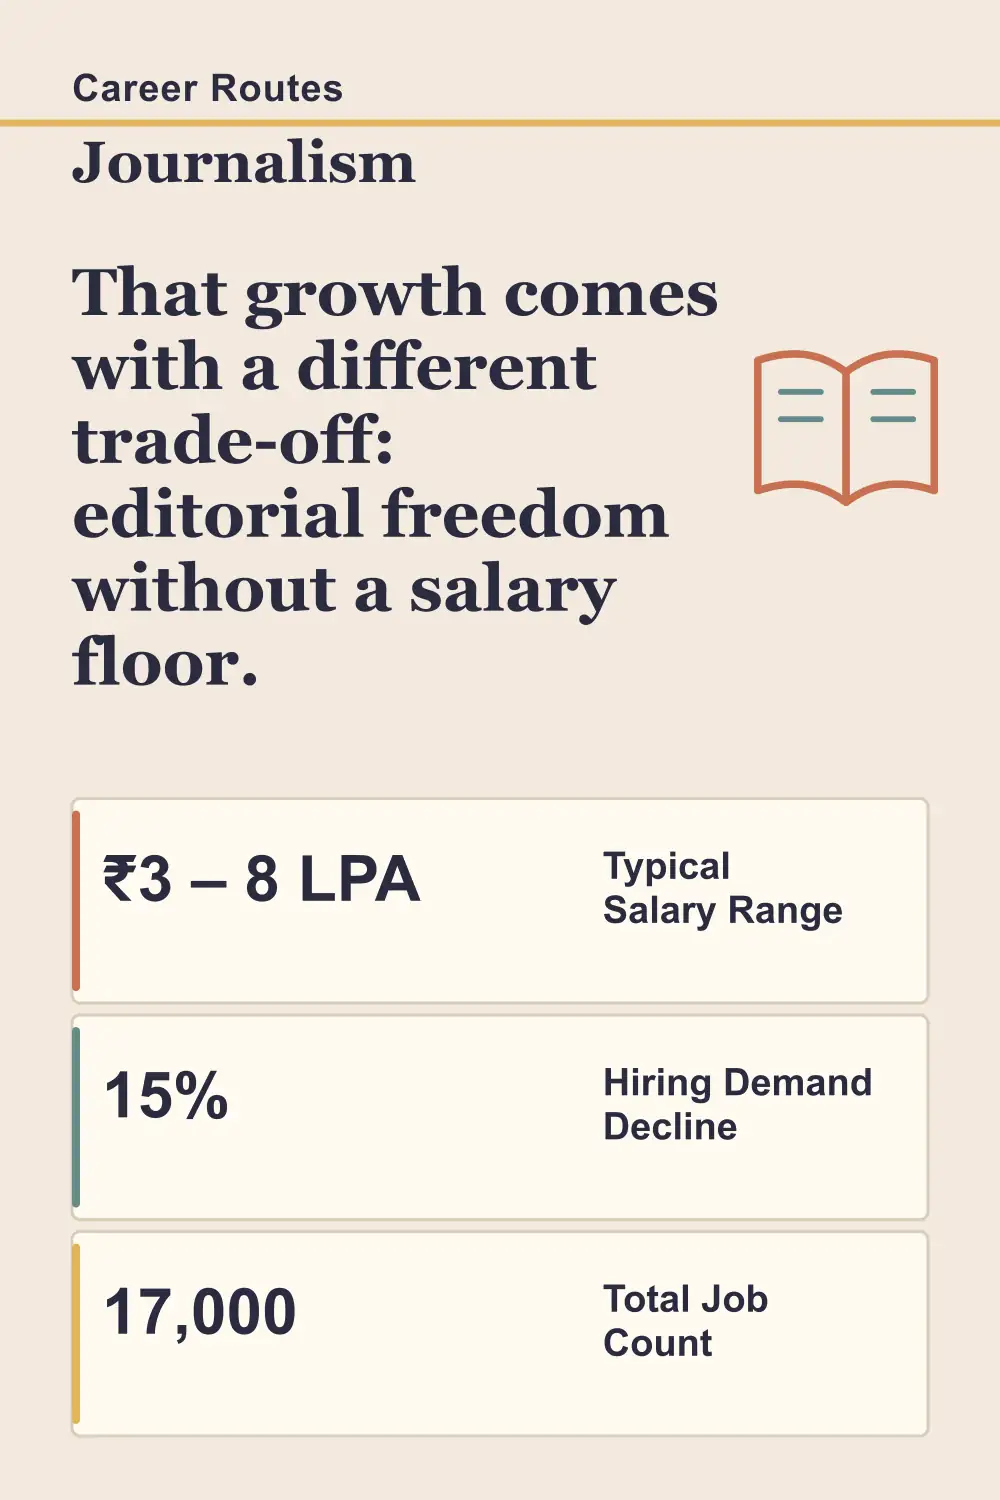 Career Routes
Journalism
That growth comes
with a different
trade-off:
editorial freedom
without a salary
floor.
₹3 – 8 LPA
Typical
Salary Range
15%
Hiring Demand
Decline
17,000
Total Job
Count